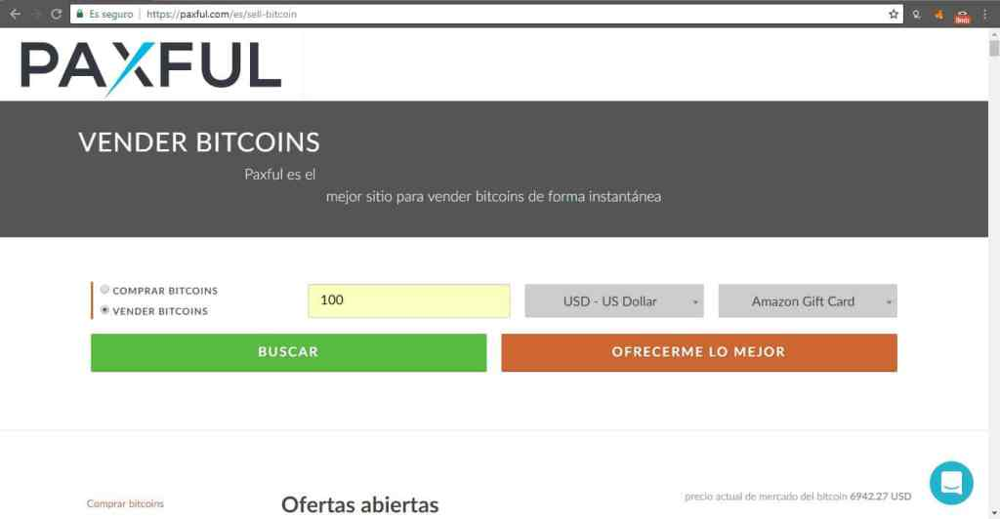 Es seguro | https://paxful.com/es/sell-bitcoin
PAXFUL
VENDER BITCOINS
Paxful es el
mejor sitio para vender bitcoins de forma instantánea
COMPRAR BITCOINS
VENDER BITCOINS
100
USD - US Dollar
Amazon Gift Card
BUSCAR
OFRECERME LO MEJOR
Comprar bitcoins
Ofertas abiertas
precio actual de mercado del bitcoin 6942.27 USD